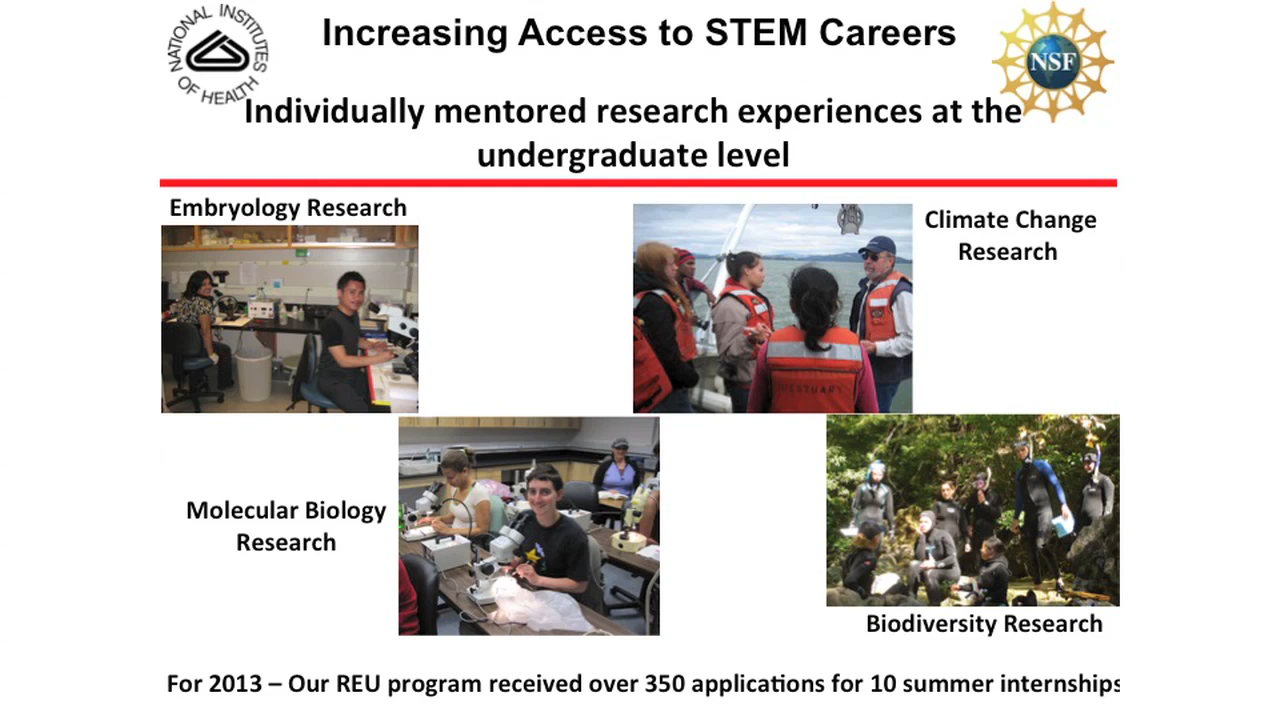 NATIONAL INSTITUTES
OF HEALTH
Increasing Access to STEM Careers
NSF
Individually mentored research experiences at the
undergraduate level
Embryology Research
Climate Change
Research
ESTUARY
Molecular Biology
Research
Biodiversity Research
For 2013 – Our REU program received over 350 applications for 10 summer internships